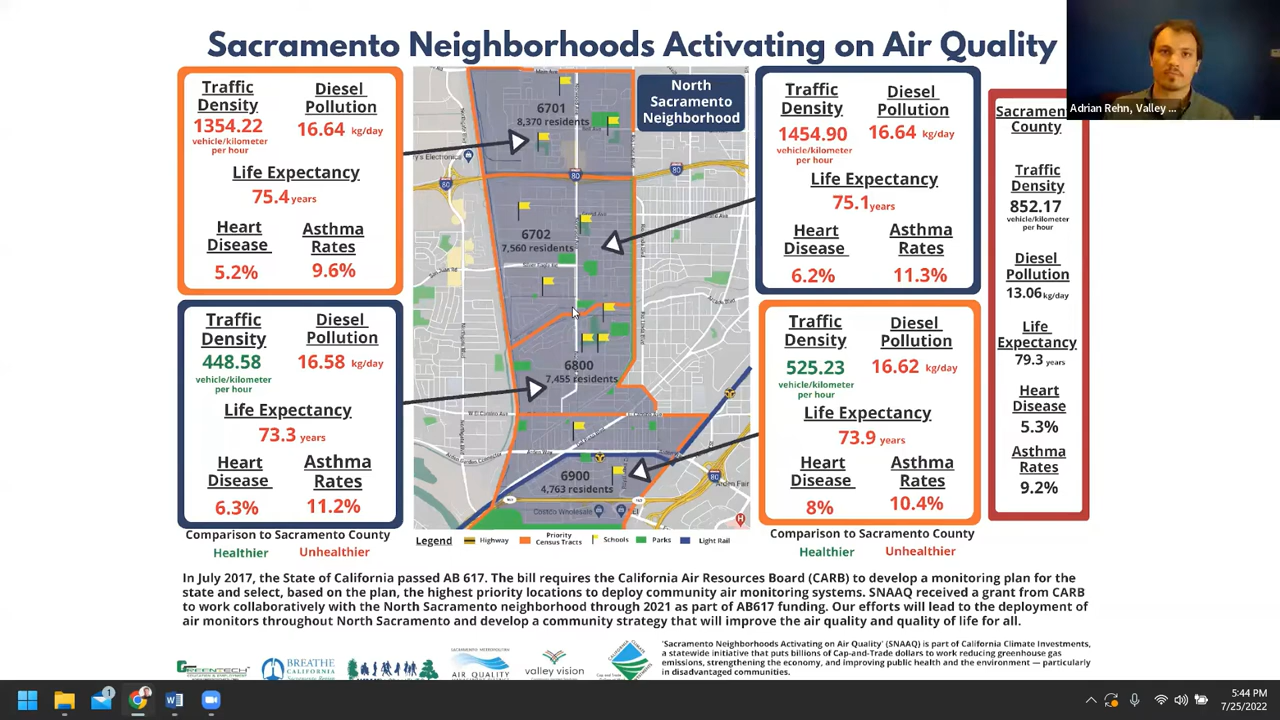 Sacramento Neighborhoods Activating on Air Quality
Adrian Rehn, Valley ...
Traffic
Density
1354.22
vehicle/kilometer
per hour
Diesel
Pollution
16.64 kg/day
Life Expectancy
75.4 years
Heart
Disease
5.2%
Asthma
Rates
9.6%
Traffic
Density
448.58
vehicle/kilometer
per hour
Diesel
Pollution
16.58 kg/day
Life Expectancy
73.3 years
Heart
Disease
6.3%
Asthma
Rates
11.2%
Comparison to Sacramento County
Healthier Unhealthier
North
Sacramento
Neighborhood
6701
8,370 residents
80
80
80
6702
7,560 residents
6800
7,455 residents
6900
4,763 residents
Costco Wholesale
Arden Fair
80
H
Legend Highway Priority
Census Tracts Schools Parks Light Rail
Traffic
Density
1454.90
vehicle/kilometer
per hour
Diesel
Pollution
16.64 kg/day
Life Expectancy
75.1 years
Heart
Disease
6.2%
Asthma
Rates
11.3%
Traffic
Density
525.23
vehicle/kilometer
per hour
Diesel
Pollution
16.62 kg/day
Life Expectancy
73.9 years
Heart
Disease
8%
Asthma
Rates
10.4%
Comparison to Sacramento County
Healthier Unhealthier
Sacramen
County
Traffic
Density
852.17
vehicle/kilometer
per hour
Diesel
Pollution
13.06 kg/day
Life
Expectancy
79.3 years
Heart
Disease
5.3%
Asthma
Rates
9.2%
In July 2017, the State of California passed AB 617. The bill requires the California Air Resources Board (CARB) to develop a monitoring plan for the
state and select, based on the plan, the highest priority locations to deploy community air monitoring systems. SNAAQ received a grant from CARB
to work collaboratively with the North Sacramento neighborhood through 2021 as part of AB617 funding. Our efforts will lead to the deployment of
air monitors throughout North Sacramento and develop a community strategy that will improve the air quality and quality of life for all.
GREENTECH
BREATHE
CALIFORNIA
SACRAMENTO METROPOLITAN
AIR QUALITY
valley vision
'Sacramento Neighborhoods Activating on Air Quality' (SNAAQ) is part of California Climate Investments,
a statewide initiative that puts billions of Cap-and-Trade dollars to work reducing greenhouse gas
emissions, strengthening the economy, and improving public health and the environment — particularly
in disadvantaged communities.
1
5:44 PM
7/25/2022